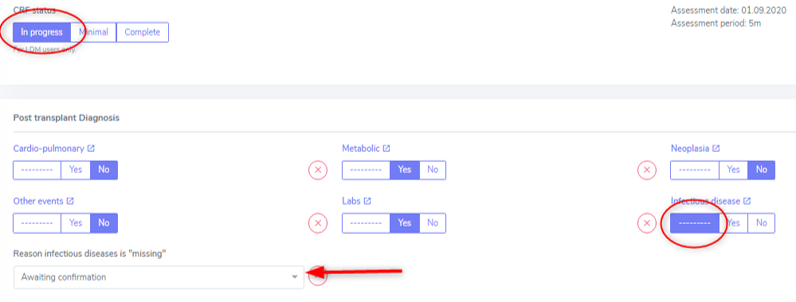 CRF status
In progress Minimal Complete
For LDM users only.
Assessment date: 01.09.2020
Assessment period: 5m
Post transplant Diagnosis
Cardio-pulmonary Metabolic Neoplasia
--------- Yes No --------- Yes No --------- Yes No
Other events Labs Infectious disease
--------- Yes No --------- Yes No --------- Yes No
Reason infectious diseases is "missing"
Awaiting confirmation